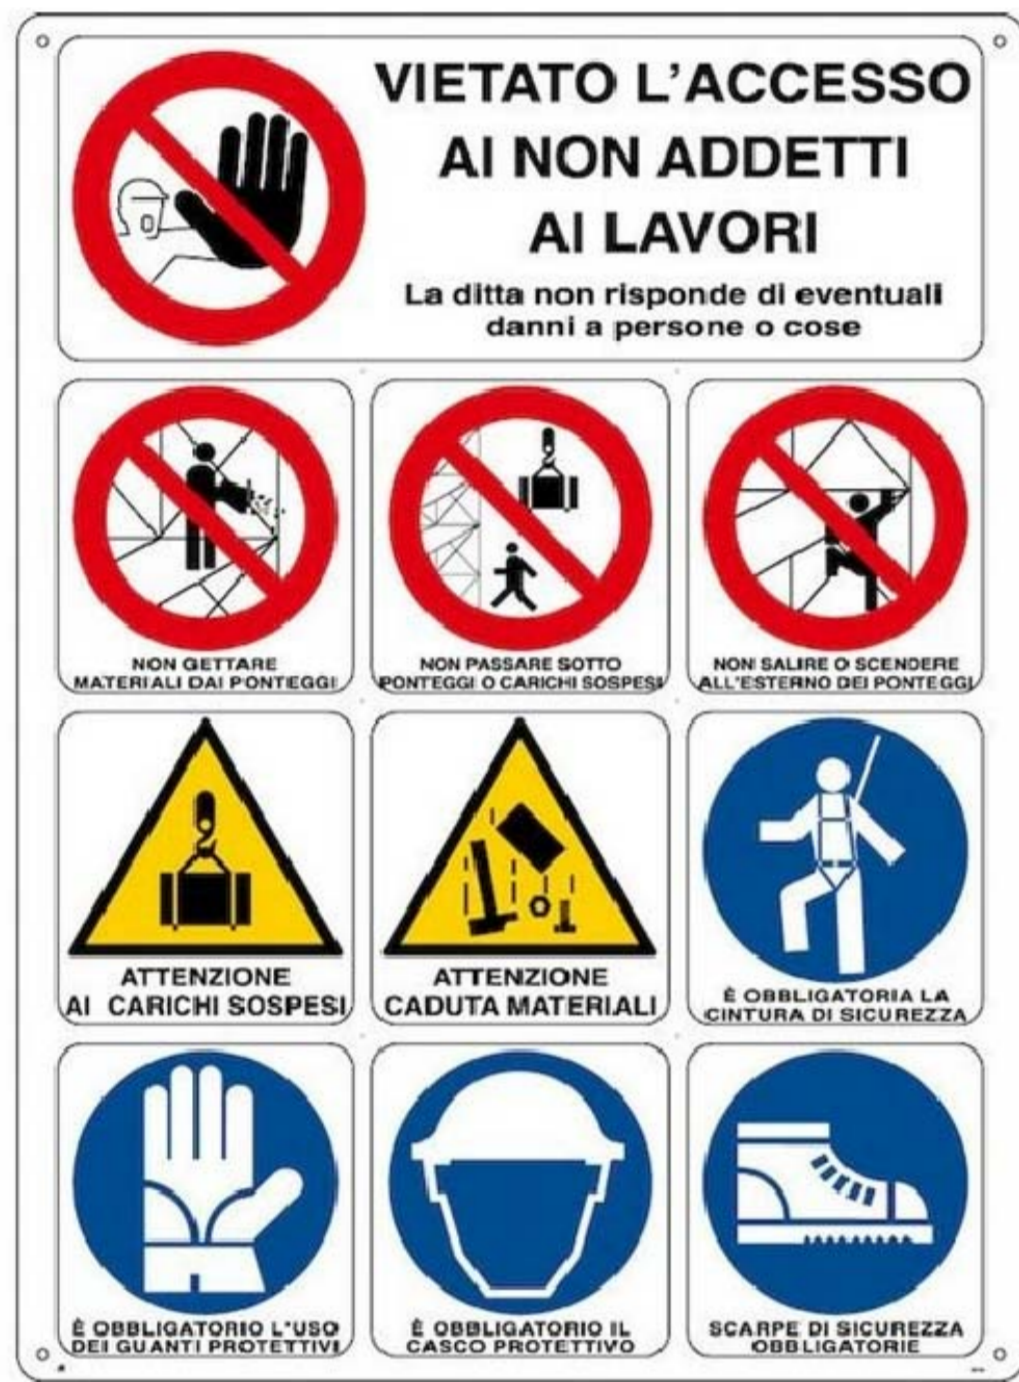 VIETATO L'ACCESSO
AI NON ADDETTI
AI LAVORI
La ditta non risponde di eventuali
danni a persone o cose
NON GETTARE
MATERIALI DAI PONTEGGI
NON PASSARE SOTTO
PONTEGGI O CARICHI SOSPESI
NON SALIRE O SCENDERE
ALL'ESTERNO DEI PONTEGGI
ATTENZIONE
AI CARICHI SOSPESI
ATTENZIONE
CADUTA MATERIALI
È OBBLIGATORIA LA
CINTURA DI SICUREZZA
È OBBLIGATORIO L'USO
DEI GUANTI PROTETTIVI
È OBBLIGATORIO IL
CASCO PROTETTIVO
SCARPE DI SICUREZZA
OBBLIGATORIE